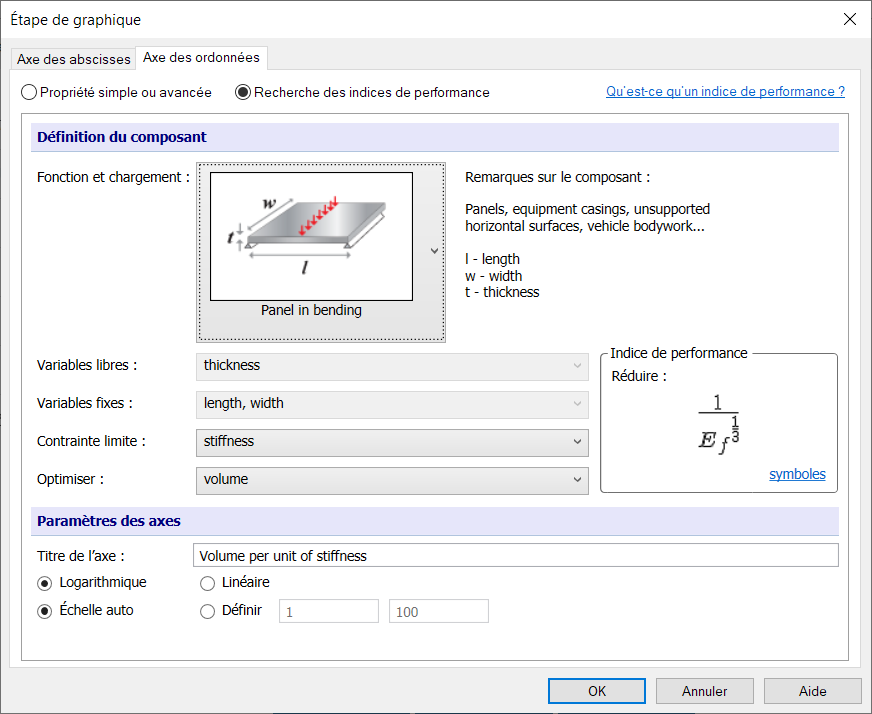 Étape de graphique
Axe des abscisses
Axe des ordonnées
Propriété simple ou avancée
Recherche des indices de performance
Qu'est-ce qu'un indice de performance ?
Définition du composant
Fonction et chargement :
w
t
l
Panel in bending
Remarques sur le composant :
Panels, equipment casings, unsupported
horizontal surfaces, vehicle bodywork...
l - length
w - width
t - thickness
Variables libres :
thickness
Variables fixes :
length, width
Contrainte limite :
stiffness
Optimiser :
volume
Indice de performance
Réduire :
1
E f 1/3
symboles
Paramètres des axes
Titre de l'axe :
Volume per unit of stiffness
Logarithmique
Linéaire
Échelle auto
Définir
1
100
OK
Annuler
Aide